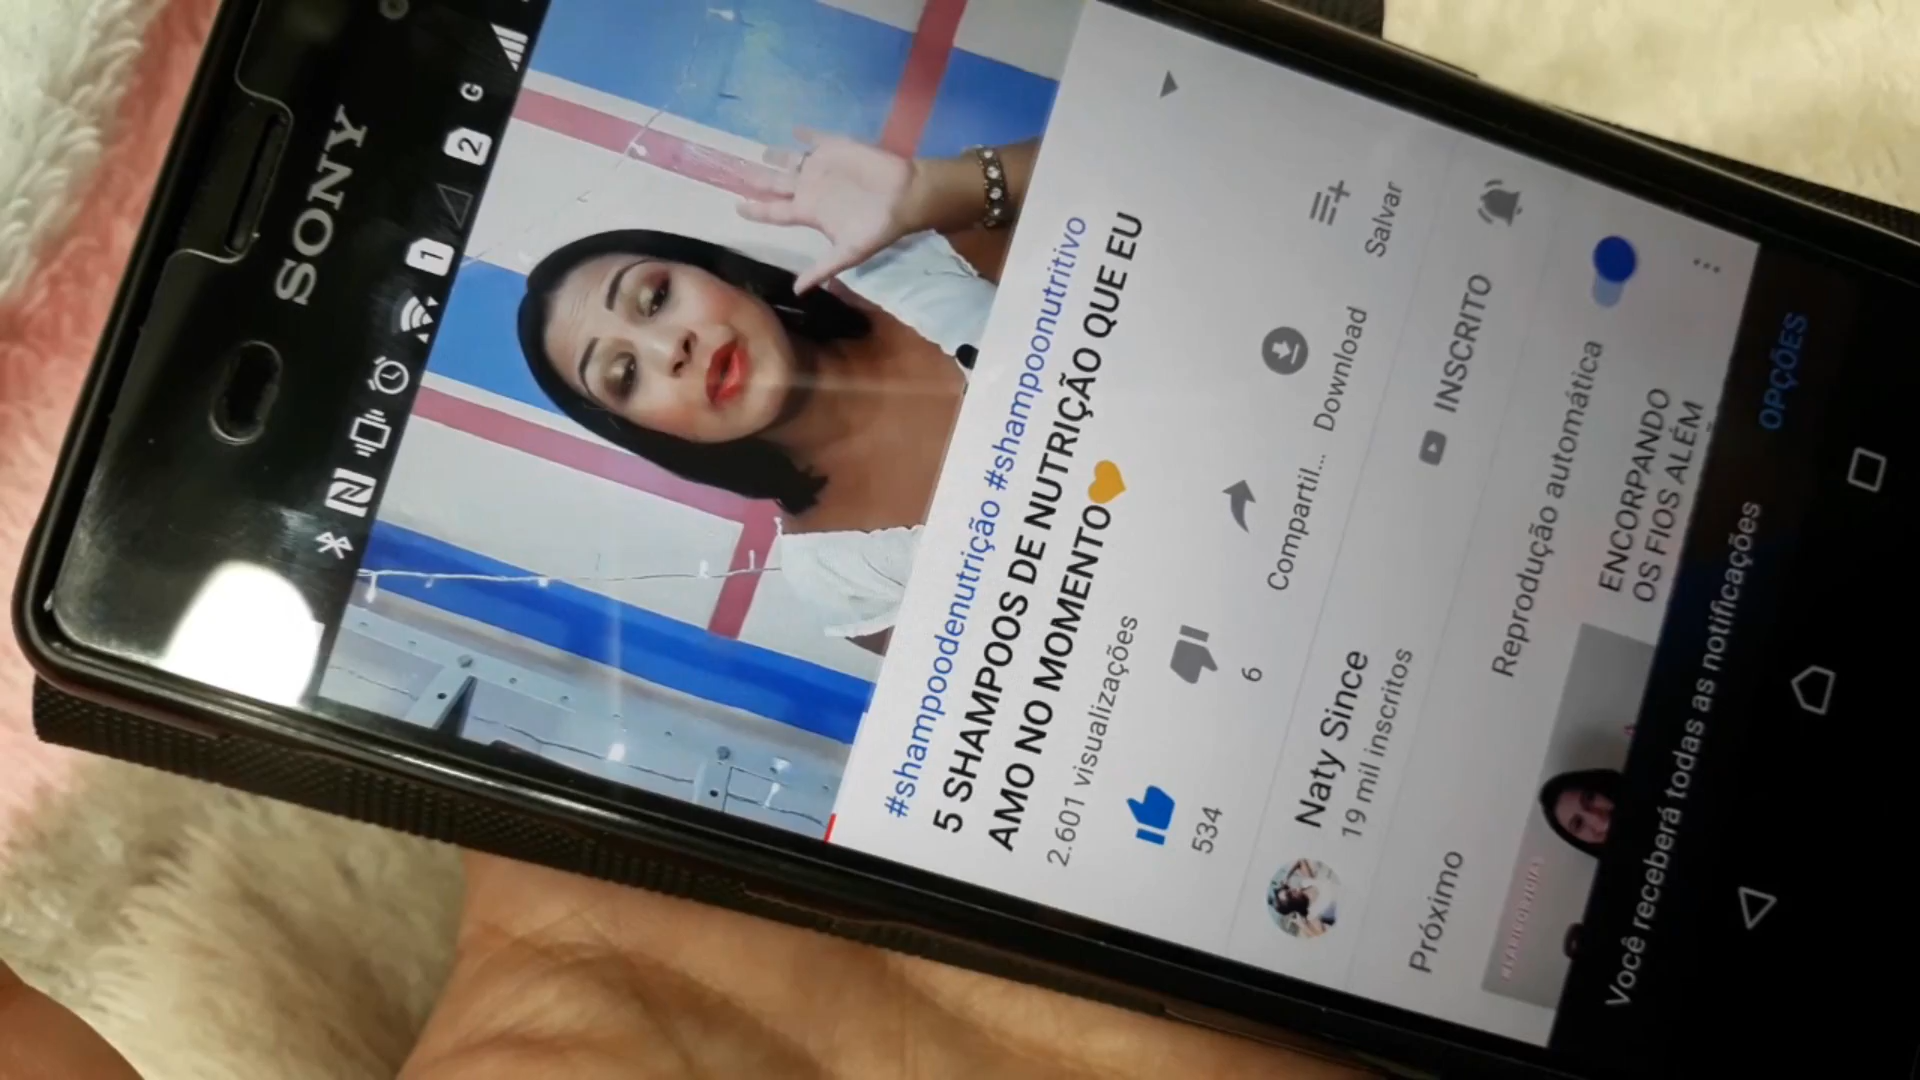 SONY
1
2
G
#shampoodenutrição #shampoonutritivo
5 SHAMPOOS DE NUTRIÇÃO QUE EU
AMO NO MOMENTO💛
2.601 visualizações
534
6
Compartil...
Download
Salvar
Naty Since
19 mil inscritos
INSCRITO
Próximo
Reprodução automática
ENCORPANDO
OS FIOS ALÉM
Você receberá todas as notificações
OPÇÕES